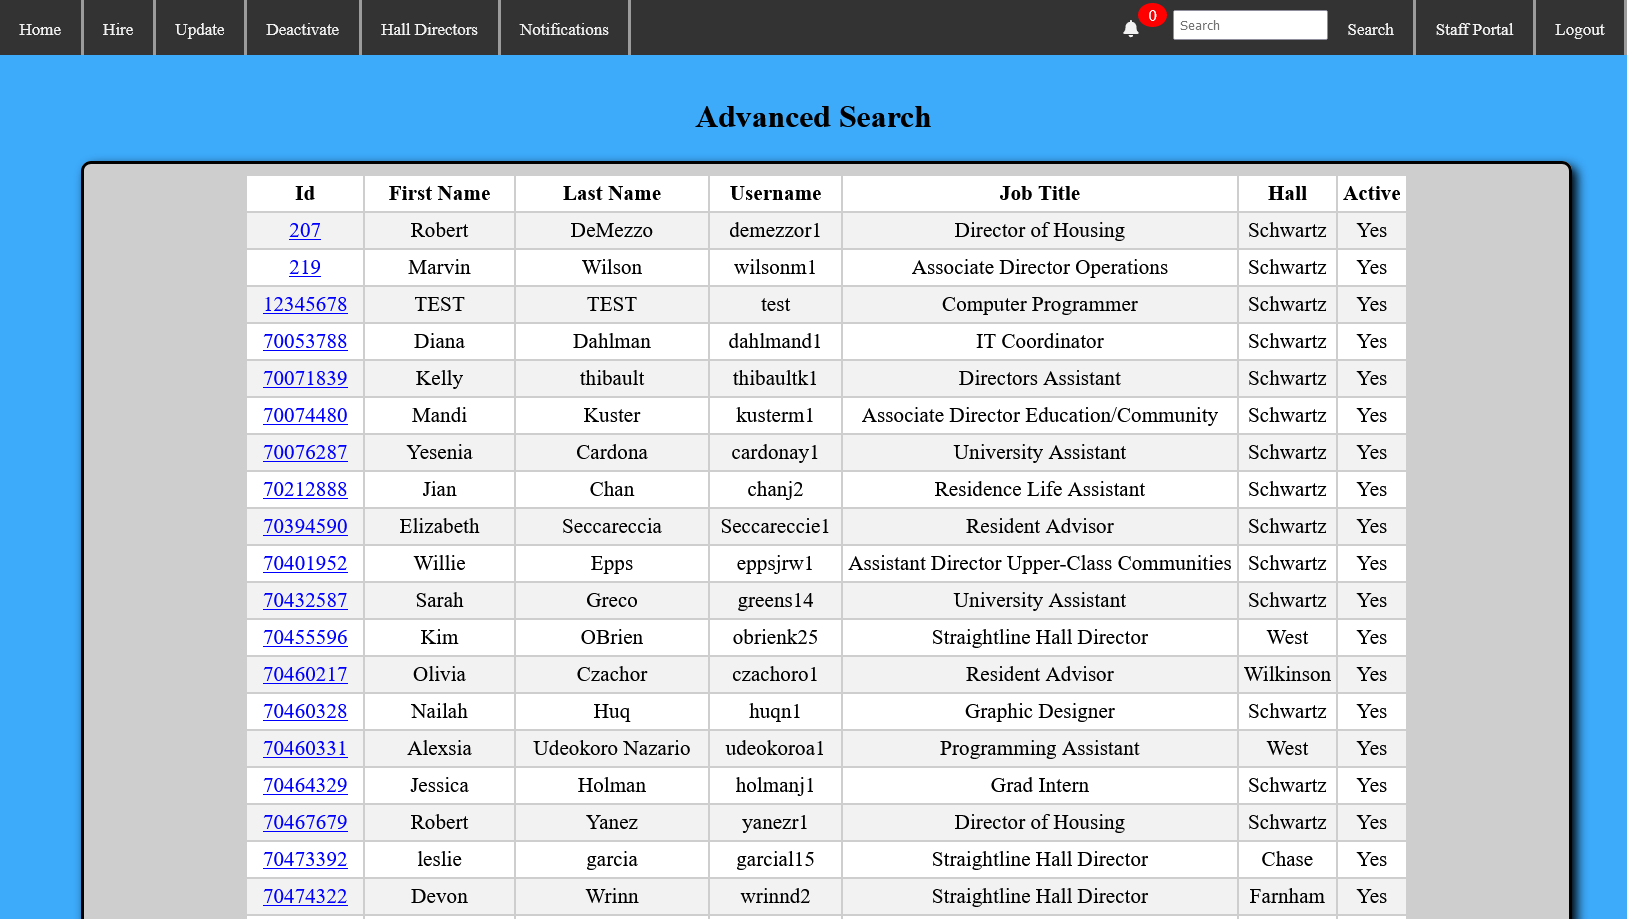 Home Hire Update Deactivate Hall Directors Notifications 0 Search Search Staff Portal Logout
Advanced Search
Id First Name Last Name Username Job Title Hall Active
207 Robert DeMezzo demezzor1 Director of Housing Schwartz Yes
219 Marvin Wilson wilsonm1 Associate Director Operations Schwartz Yes
12345678 TEST TEST test Computer Programmer Schwartz Yes
70053788 Diana Dahlman dahlmand1 IT Coordinator Schwartz Yes
70071839 Kelly thibault thibaultk1 Directors Assistant Schwartz Yes
70074480 Mandi Kuster kusterm1 Associate Director Education/Community Schwartz Yes
70076287 Yesenia Cardona cardonay1 University Assistant Schwartz Yes
70212888 Jian Chan chanj2 Residence Life Assistant Schwartz Yes
70394590 Elizabeth Seccareccia Seccareccie1 Resident Advisor Schwartz Yes
70401952 Willie Epps eppsjrw1 Assistant Director Upper-Class Communities Schwartz Yes
70432587 Sarah Greco greens14 University Assistant Schwartz Yes
70455596 Kim OBrien obrienk25 Straightline Hall Director West Yes
70460217 Olivia Czachor czachoro1 Resident Advisor Wilkinson Yes
70460328 Nailah Huq huqn1 Graphic Designer Schwartz Yes
70460331 Alexsia Udeokoro Nazario udeokoroa1 Programming Assistant West Yes
70464329 Jessica Holman holmanj1 Grad Intern Schwartz Yes
70467679 Robert Yanez yanezr1 Director of Housing Schwartz Yes
70473392 leslie garcia garcial15 Straightline Hall Director Chase Yes
70474322 Devon Wrinn wrinnd2 Straightline Hall Director Farnham Yes